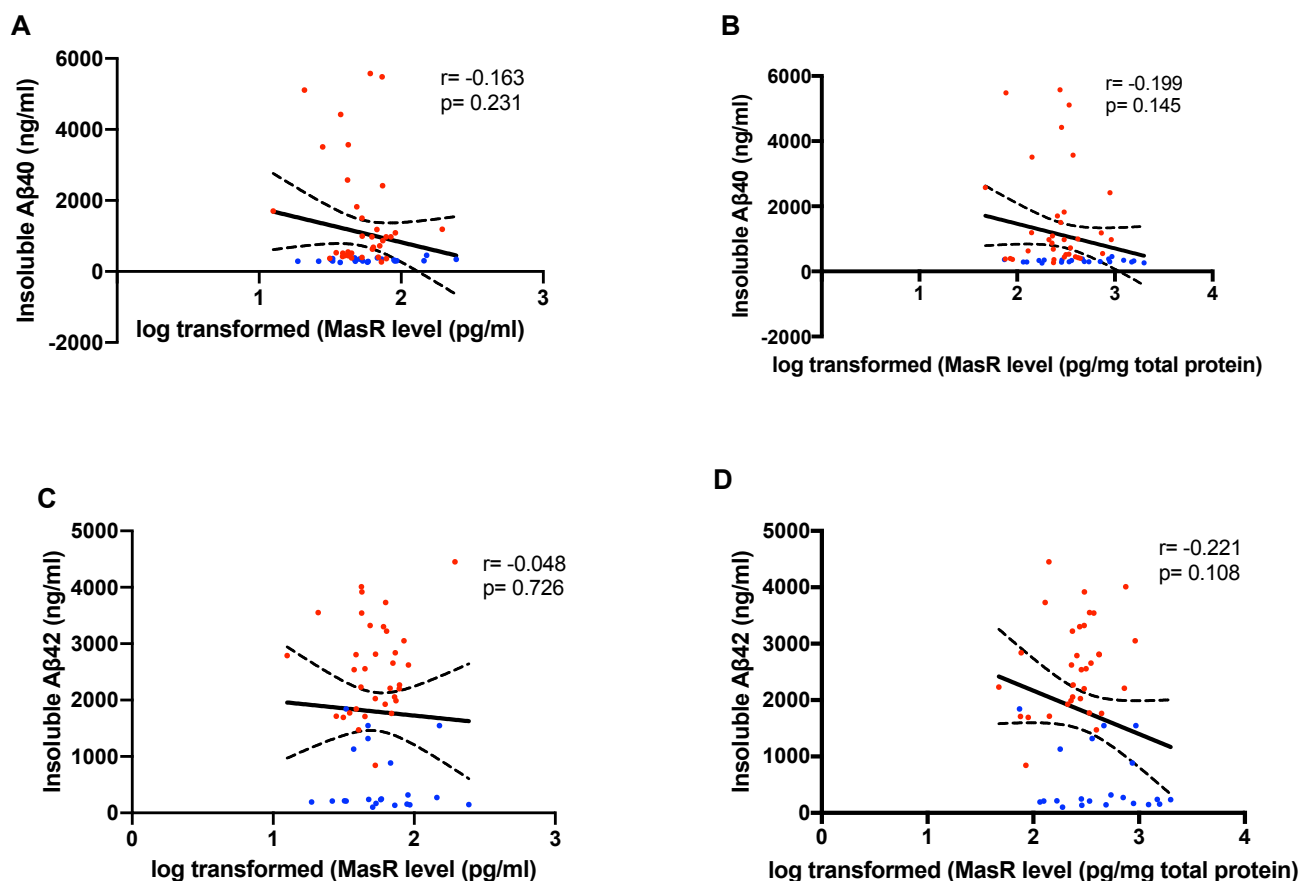 A
Insoluble Aβ40 (ng/ml)
6000
4000
2000
0
-2000
1
2
3
r= -0.163
p= 0.231
log transformed (MasR level (pg/ml)
B
Insoluble Aβ40 (ng/ml)
6000
4000
2000
0
-2000
1
2
3
4
r= -0.199
p= 0.145
log transformed (MasR level (pg/mg total protein)
C
Insoluble Aβ42 (ng/ml)
5000
4000
3000
2000
1000
0
0
1
2
3
r= -0.048
p= 0.726
log transformed (MasR level (pg/ml)
D
Insoluble Aβ42 (ng/ml)
5000
4000
3000
2000
1000
0
0
1
2
3
4
r= -0.221
p= 0.108
log transformed (MasR level (pg/mg total protein)